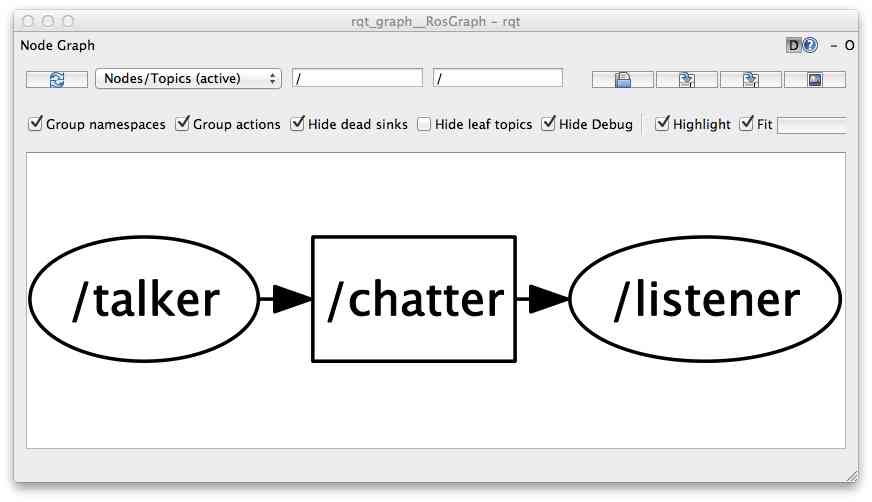 rqt_graph__RosGraph - rqt
Node Graph D ? - O
Nodes/Topics (active) / /
Group namespaces Group actions Hide dead sinks Hide leaf topics Hide Debug Highlight Fit
/talker /chatter /listener